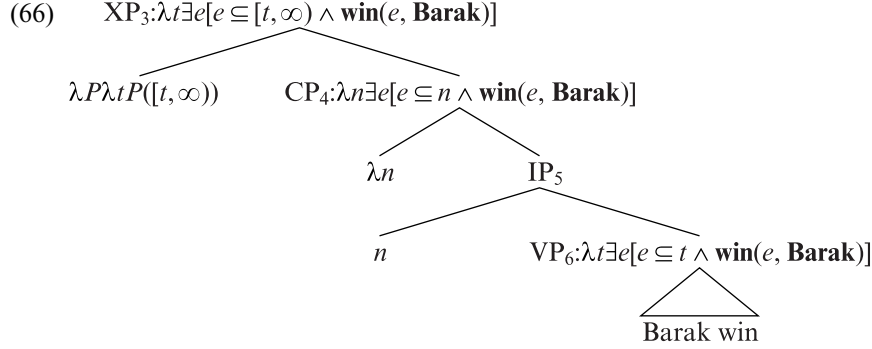 (66) XP₃:λt∃e[e ⊆ [t, ∞) ∧ win(e, Barak)]
λPλtP([t, ∞)) CP₄:λn∃e[e ⊆ n ∧ win(e, Barak)]
λn IP₅
n VP₆:λt∃e[e ⊆ t ∧ win(e, Barak)]
Barak win